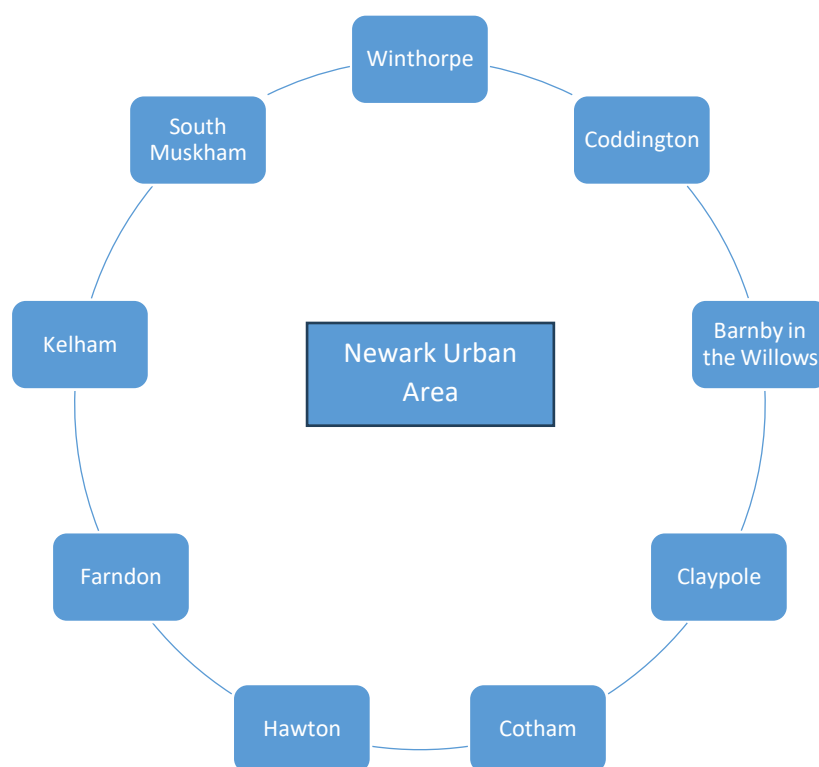 Winthorpe
Coddington
Barnby in
the Willows
Claypole
Cotham
Hawton
Farndon
Kelham
South
Muskham
Newark Urban
Area